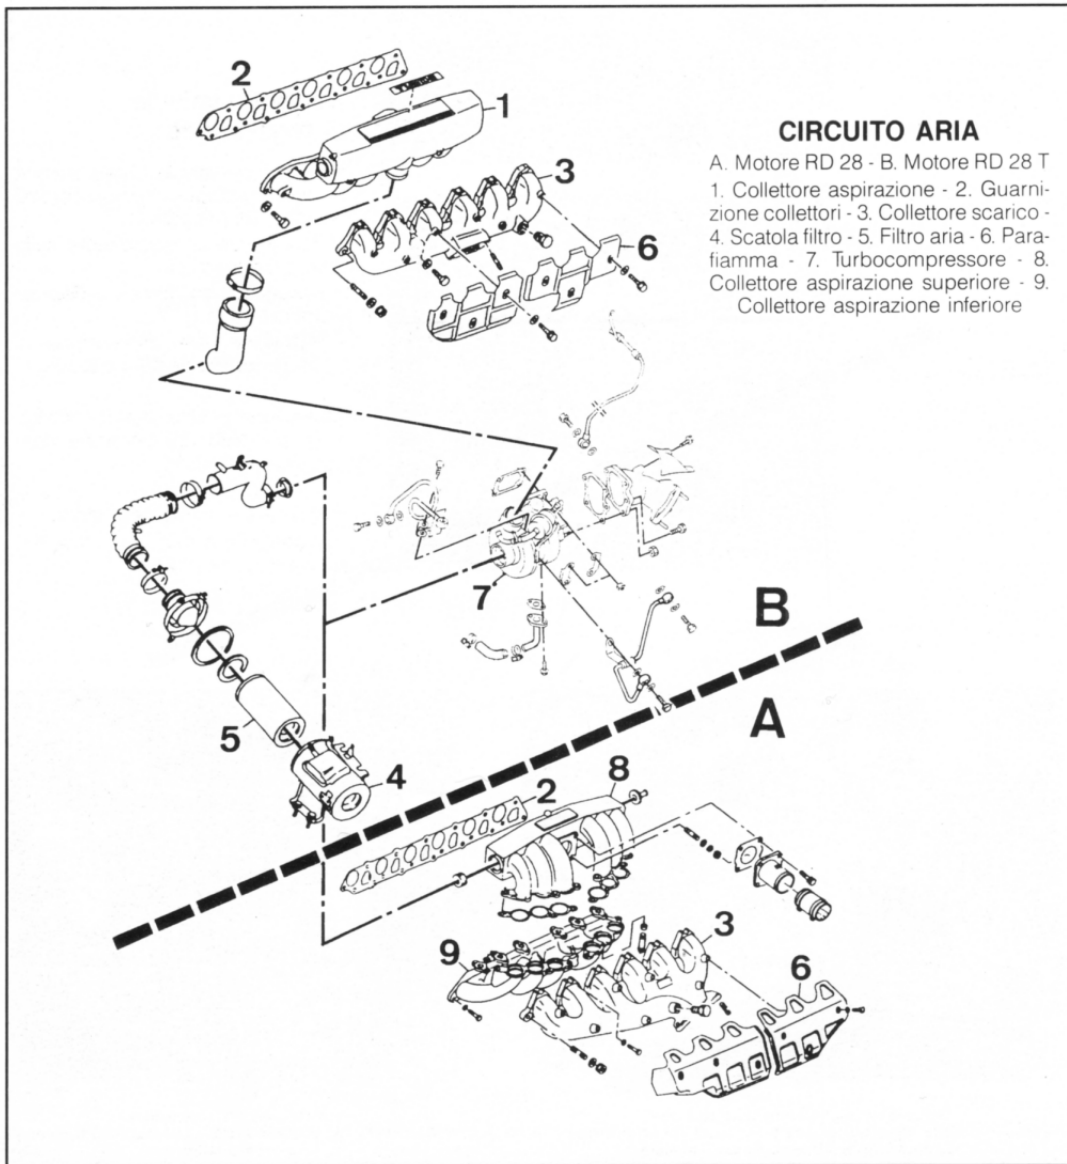 CIRCUITO ARIA
A. Motore RD 28 - B. Motore RD 28 T
1. Collettore aspirazione - 2. Guarni-
zione collettori - 3. Collettore scarico -
4. Scatola filtro - 5. Filtro aria - 6. Para-
fiamma - 7. Turbocompressore - 8.
Collettore aspirazione superiore - 9.
Collettore aspirazione inferiore
2
1
3
6
7
B
A
5
4
8
2
9
3
6